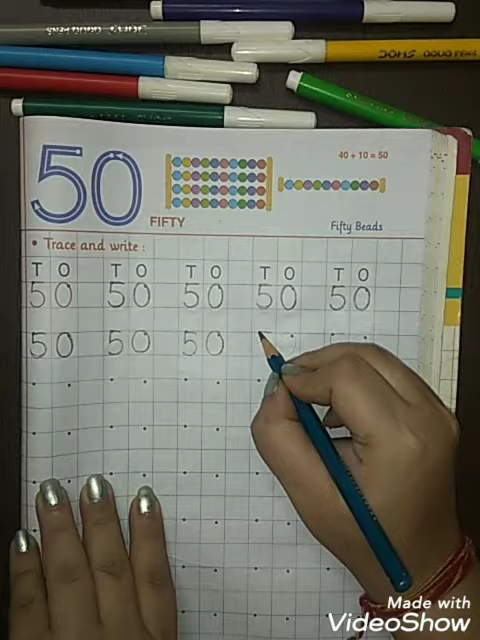 50
FIFTY
40 + 10 = 50
Fifty Beads
• Trace and write :
T O T O T O T O T O
50 50 50 50 50
50 50 50 50
Made with
VideoShow